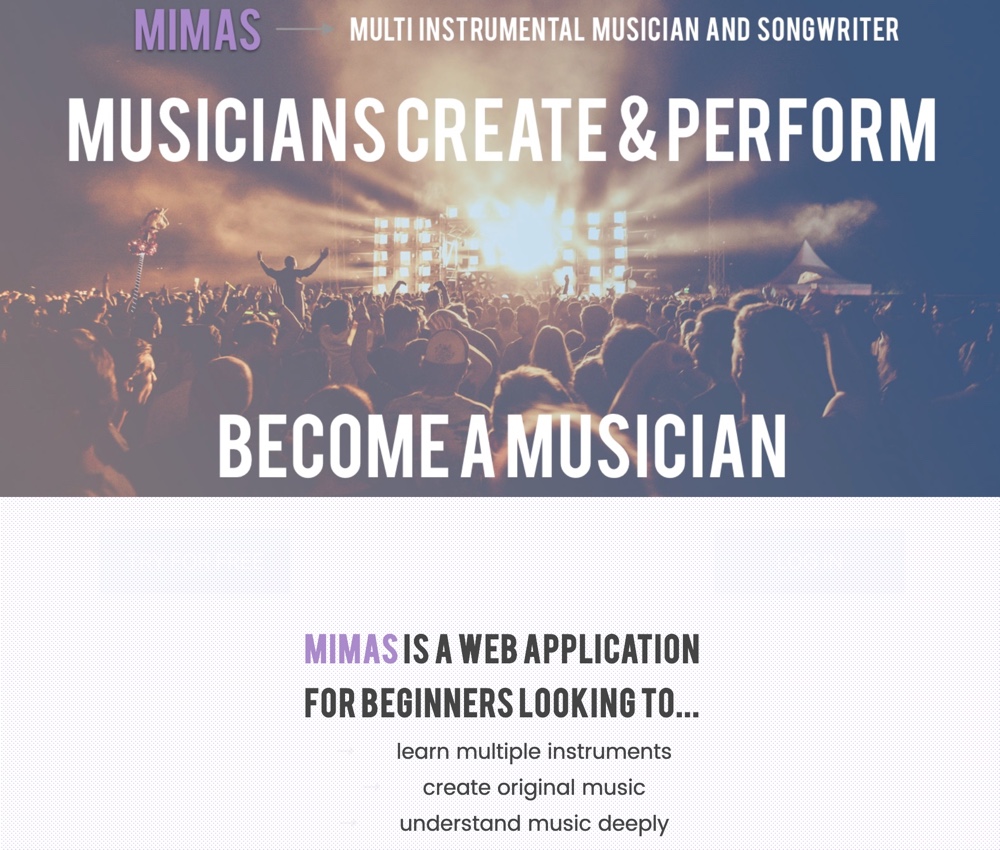 MIMAS → MULTI INSTRUMENTAL MUSICIAN AND SONGWRITER
MUSICIANS CREATE & PERFORM
BECOME A MUSICIAN
MIMAS IS A WEB APPLICATION
FOR BEGINNERS LOOKING TO...
→ learn multiple instruments
→ create original music
→ understand music deeply